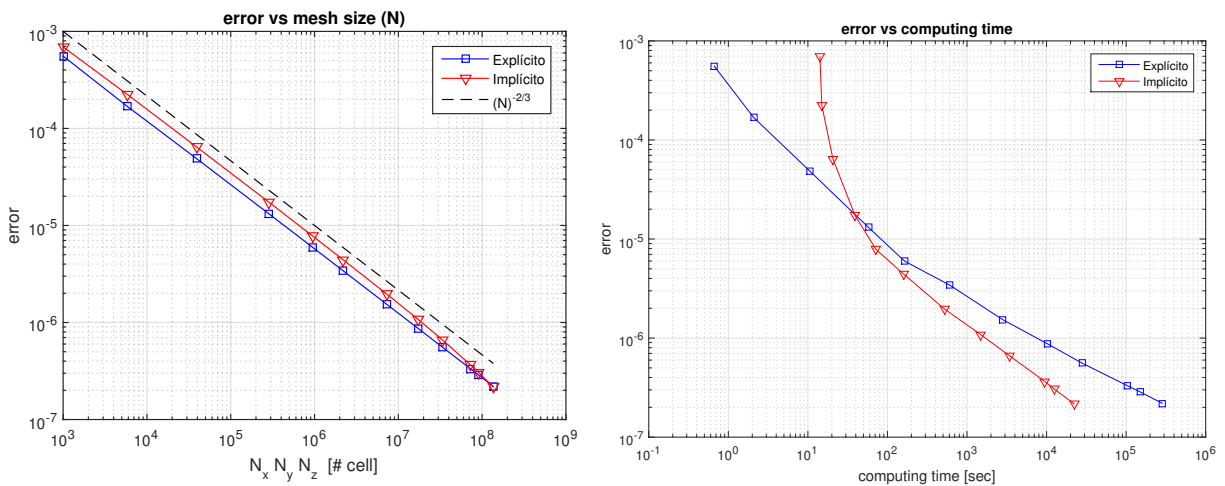 error vs mesh size (N)
error
10^-3
10^-4
10^-5
10^-6
10^-7
10^3
10^4
10^5
10^6
10^7
10^8
10^9
N_x N_y N_z [# cell]
Explícito
Implícito
(N)^-2/3
error vs computing time
error
10^-3
10^-4
10^-5
10^-6
10^-7
10^-1
10^0
10^1
10^2
10^3
10^4
10^5
10^6
computing time [sec]
Explícito
Implícito